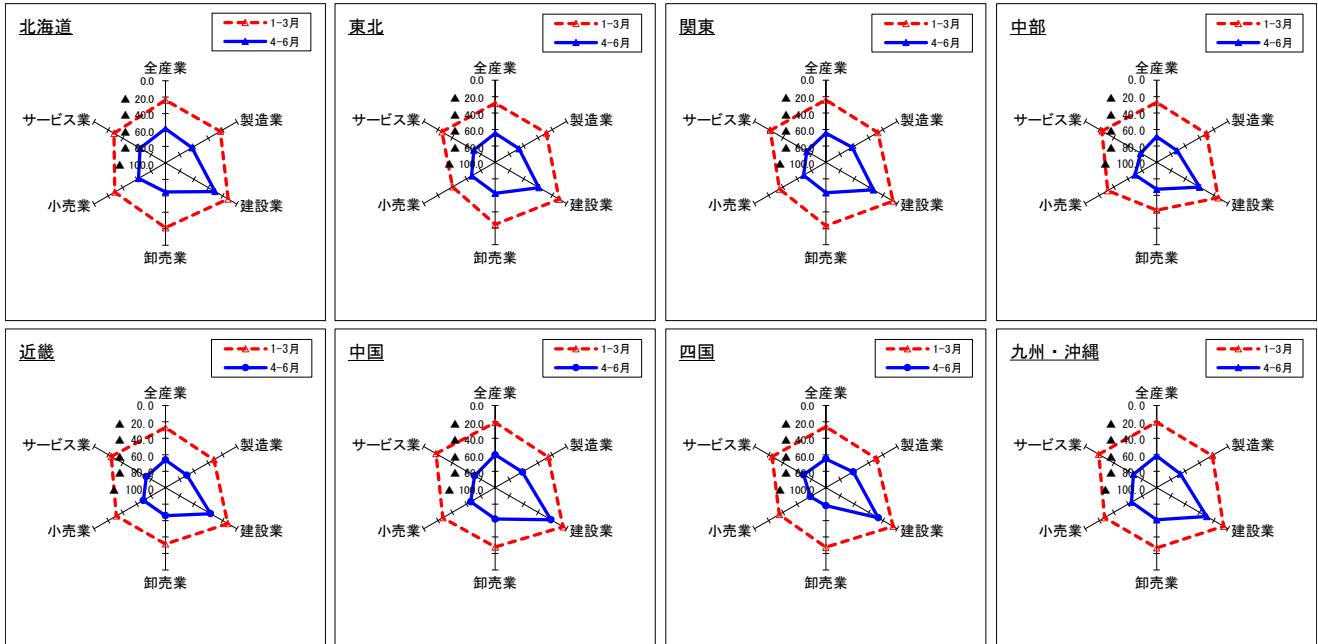 北海道
1-3月
4-6月
全産業
0.0
▲ 20.0
▲ 40.0
▲ 60.0
▲ 80.0
▲ 100.0
サービス業
製造業
小売業
建設業
卸売業
東北
1-3月
4-6月
全産業
0.0
▲ 20.0
▲ 40.0
▲ 60.0
▲ 80.0
▲ 100.0
サービス業
製造業
小売業
建設業
卸売業
関東
1-3月
4-6月
全産業
0.0
▲ 20.0
▲ 40.0
▲ 60.0
▲ 80.0
▲ 100.0
サービス業
製造業
小売業
建設業
卸売業
中部
1-3月
4-6月
全産業
0.0
▲ 20.0
▲ 40.0
▲ 60.0
▲ 80.0
▲ 100.0
サービス業
製造業
小売業
建設業
卸売業
近畿
1-3月
4-6月
全産業
0.0
▲ 20.0
▲ 40.0
▲ 60.0
▲ 80.0
▲ 100.0
サービス業
製造業
小売業
建設業
卸売業
中国
1-3月
4-6月
全産業
0.0
▲ 20.0
▲ 40.0
▲ 60.0
▲ 80.0
▲ 100.0
サービス業
製造業
小売業
建設業
卸売業
四国
1-3月
4-6月
全産業
0.0
▲ 20.0
▲ 40.0
▲ 60.0
▲ 80.0
▲ 100.0
サービス業
製造業
小売業
建設業
卸売業
九州・沖縄
1-3月
4-6月
全産業
0.0
▲ 20.0
▲ 40.0
▲ 60.0
▲ 80.0
▲ 100.0
サービス業
製造業
小売業
建設業
卸売業